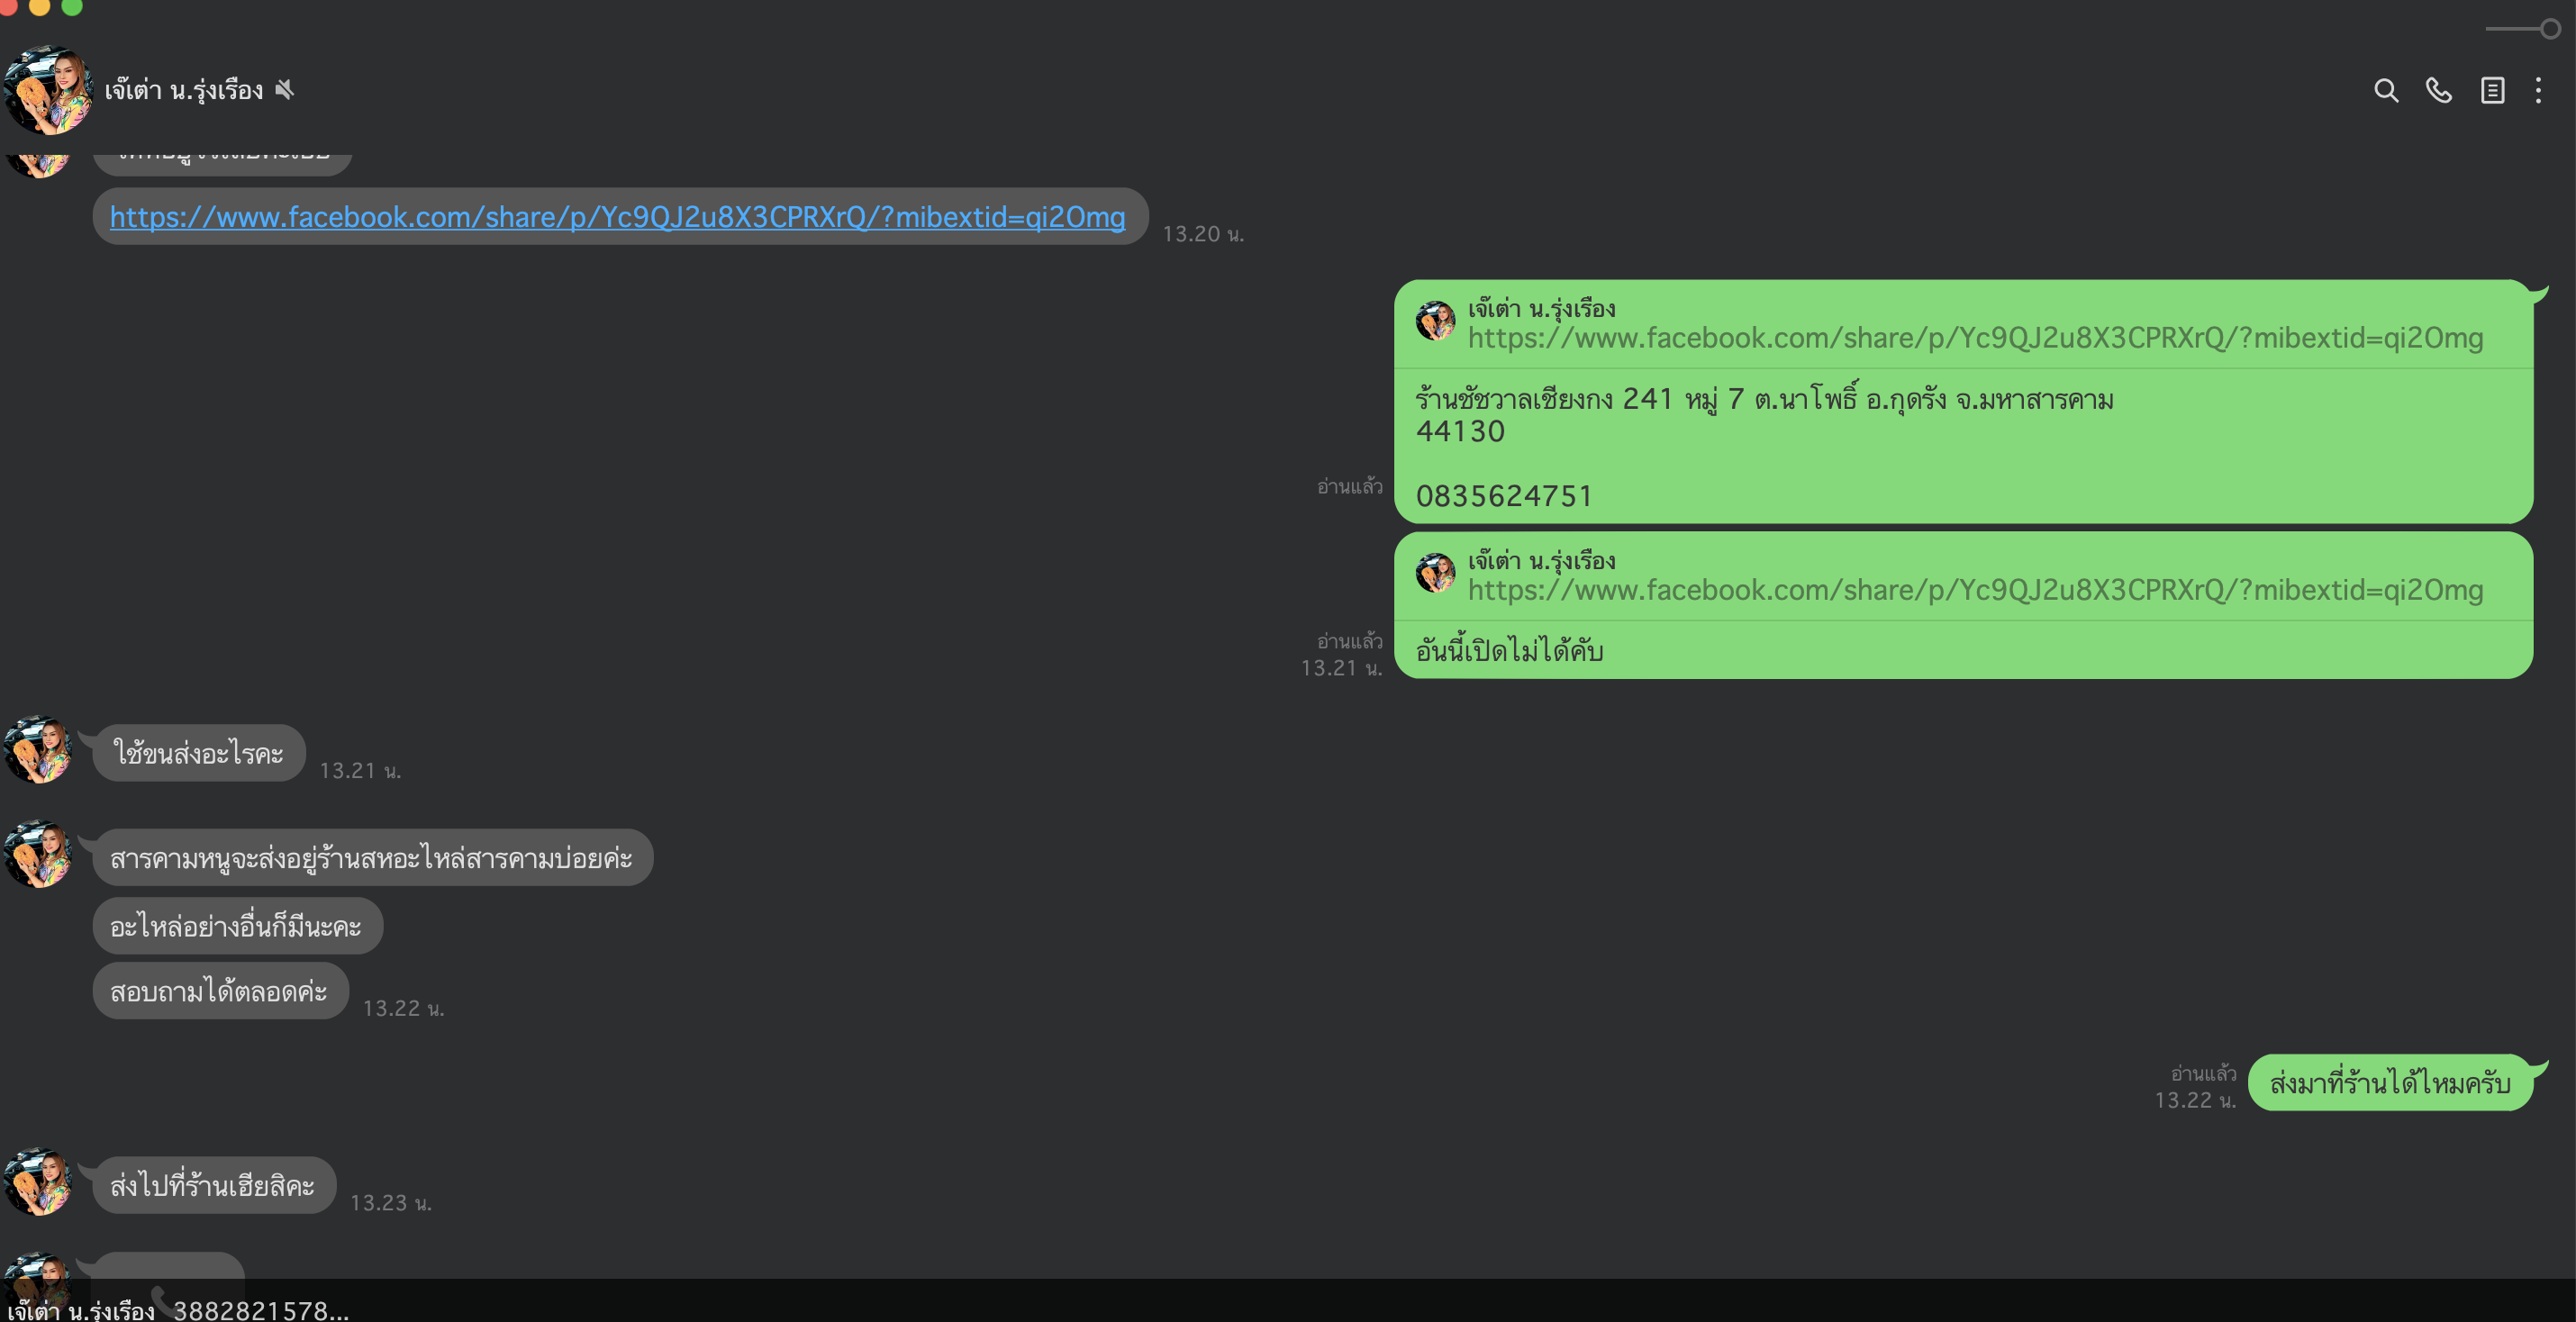 เจ๊เต่า น.รุ่งเรือง
https://www.facebook.com/share/p/Yc9QJ2u8X3CPRXrQ/?mibextid=qi2Omg
13.20 น.
เจ๊เต่า น.รุ่งเรือง
https://www.facebook.com/share/p/Yc9QJ2u8X3CPRXrQ/?mibextid=qi2Omg
ร้านชัชวาลเชียงกง 241 หมู่ 7 ต.นาโพธิ์ อ.กุดรัง จ.มหาสารคาม
44130
0835624751
อ่านแล้ว
เจ๊เต่า น.รุ่งเรือง
https://www.facebook.com/share/p/Yc9QJ2u8X3CPRXrQ/?mibextid=qi2Omg
อันนี้เปิดไม่ได้คับ
อ่านแล้ว
13.21 น.
ใช้ขนส่งอะไรคะ
13.21 น.
สารคามหนูจะส่งอยู่ร้านสหอะไหล่สารคามบ่อยค่ะ
อะไหล่อย่างอื่นก็มีนะคะ
สอบถามได้ตลอดค่ะ
13.22 น.
ส่งมาที่ร้านได้ไหมครับ
อ่านแล้ว
13.22 น.
ส่งไปที่ร้านเฮียสิคะ
13.23 น.
เจ๊เต่า น.รุ่งเรือง 3882821578...